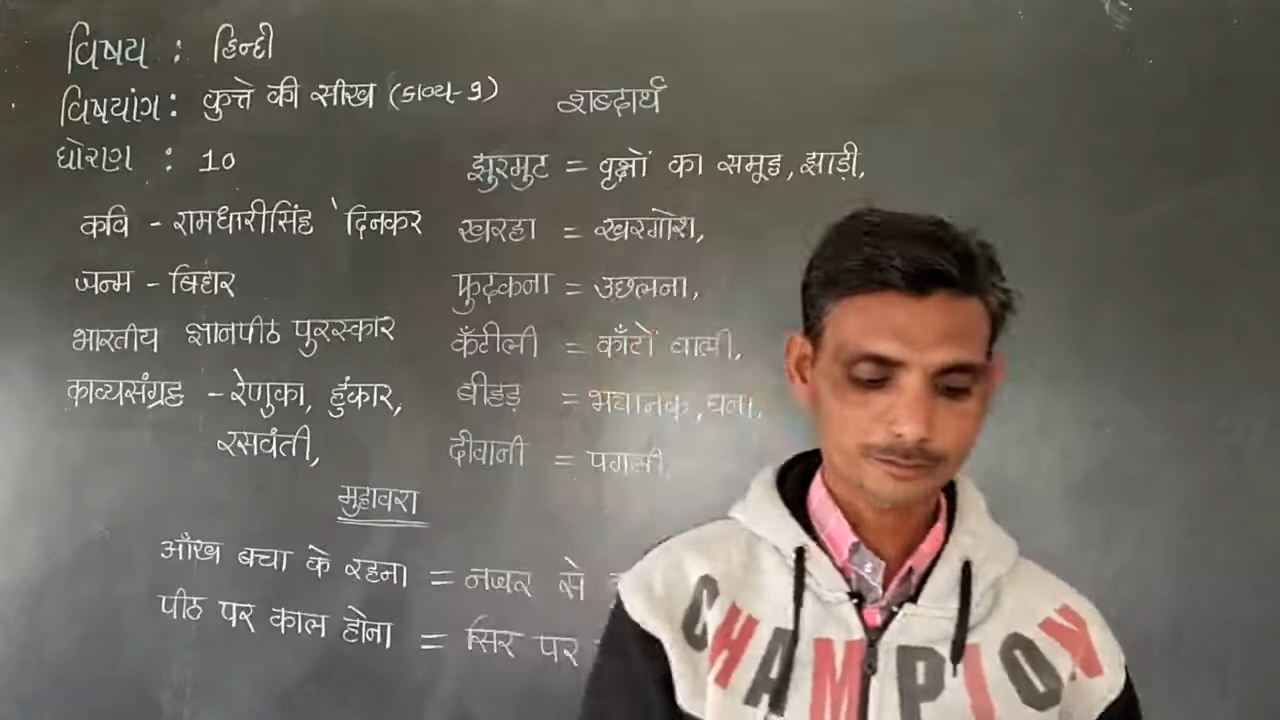 विषय : हिन्दी
विषयांग : कुत्ते की सीख (काव्य-9)
धोरण : 10
कवि - रामधारीसिंह 'दिनकर
जन्म - बिहार
भारतीय ज्ञानपीठ पुरस्कार
काव्यसंग्रह - रेणुका, हुंकार,
रसवंती,
शब्दार्थ
झुरमुट = वृक्षों का समूह, झाड़ी,
खरहा = खरगोश,
फुदकना = उछलना,
कँटीली = काँटों वाली,
बीहड़ = भयानक, घना,
दीवानी = पगली,
मुहावरा
आँख बचा के रहना = नजर से
पीठ पर काल होना = सिर पर
CHAMPION